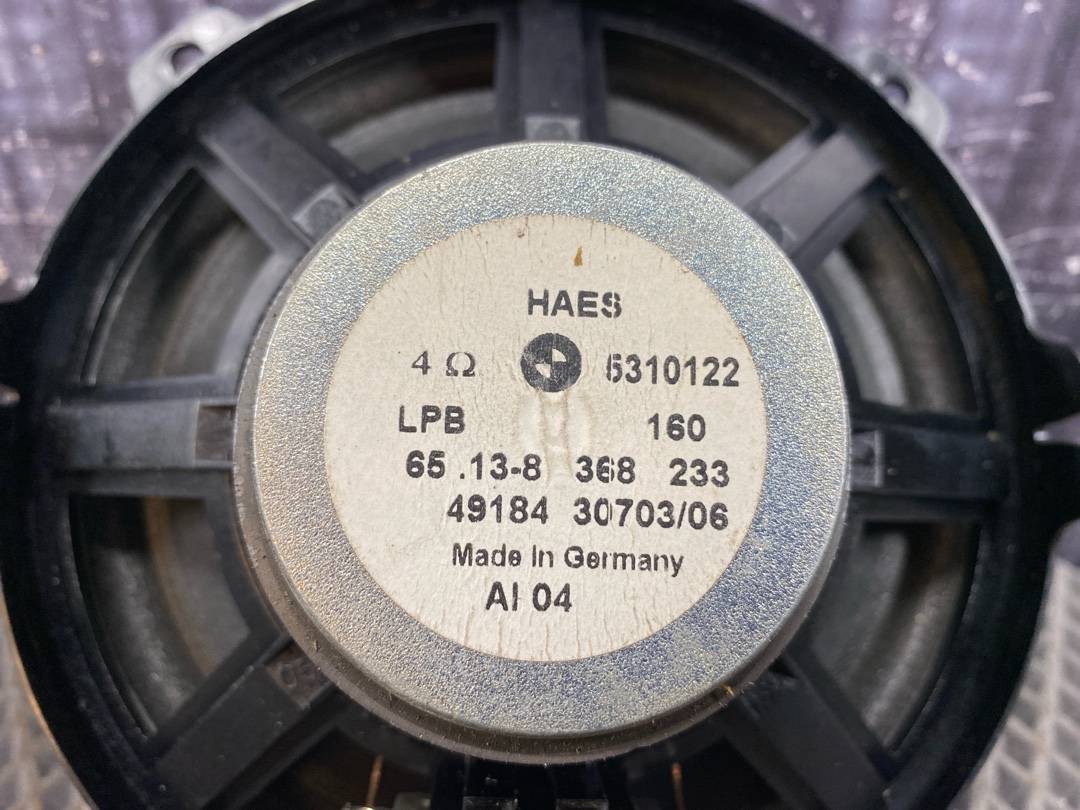 HAES
4 Ω 6310122
LPB 160
65 .13-8 368 233
49184 30703/06
Made In Germany
AI 04